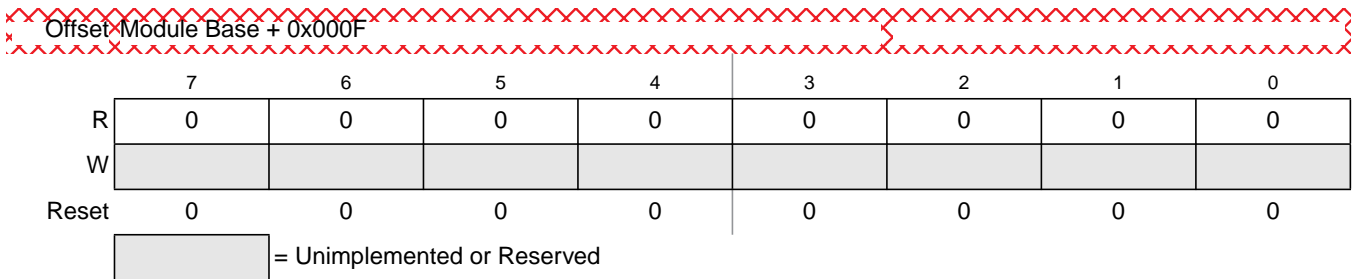 Offset Module Base + 0x000F
7 6 5 4 3 2 1 0
R 0 0 0 0 0 0 0 0
W
Reset 0 0 0 0 0 0 0 0
= Unimplemented or Reserved